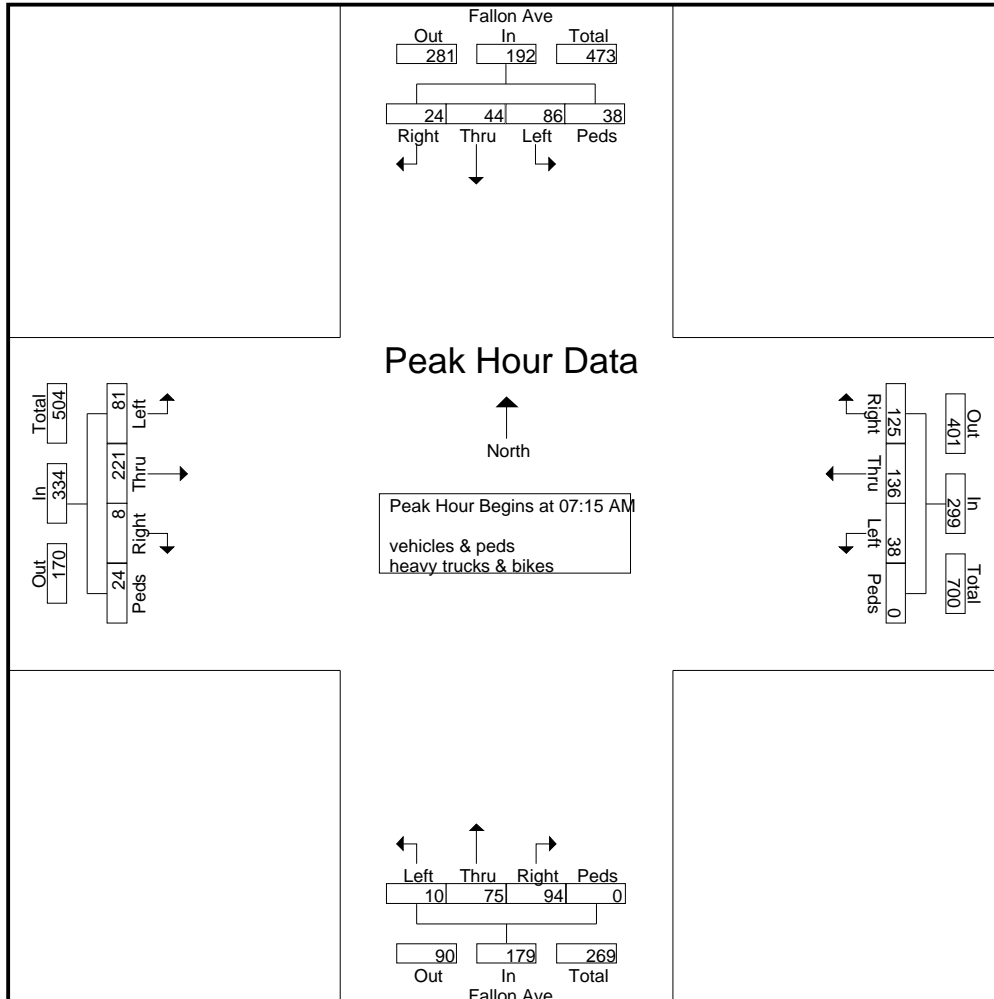 Fallon Ave
Out In Total
281 192 473
24 44 86 38
Right Thru Left Peds
Peak Hour Data
North
Peak Hour Begins at 07:15 AM
vehicles & peds
heavy trucks & bikes
Total In Out
504 334 170
81 221 8 24
Left Thru Right Peds
Right Thru Left Peds
125 136 38 0
Out In Total
401 299 700
Left Thru Right Peds
10 75 94 0
90 179 269
Out In Total
Fallon Ave